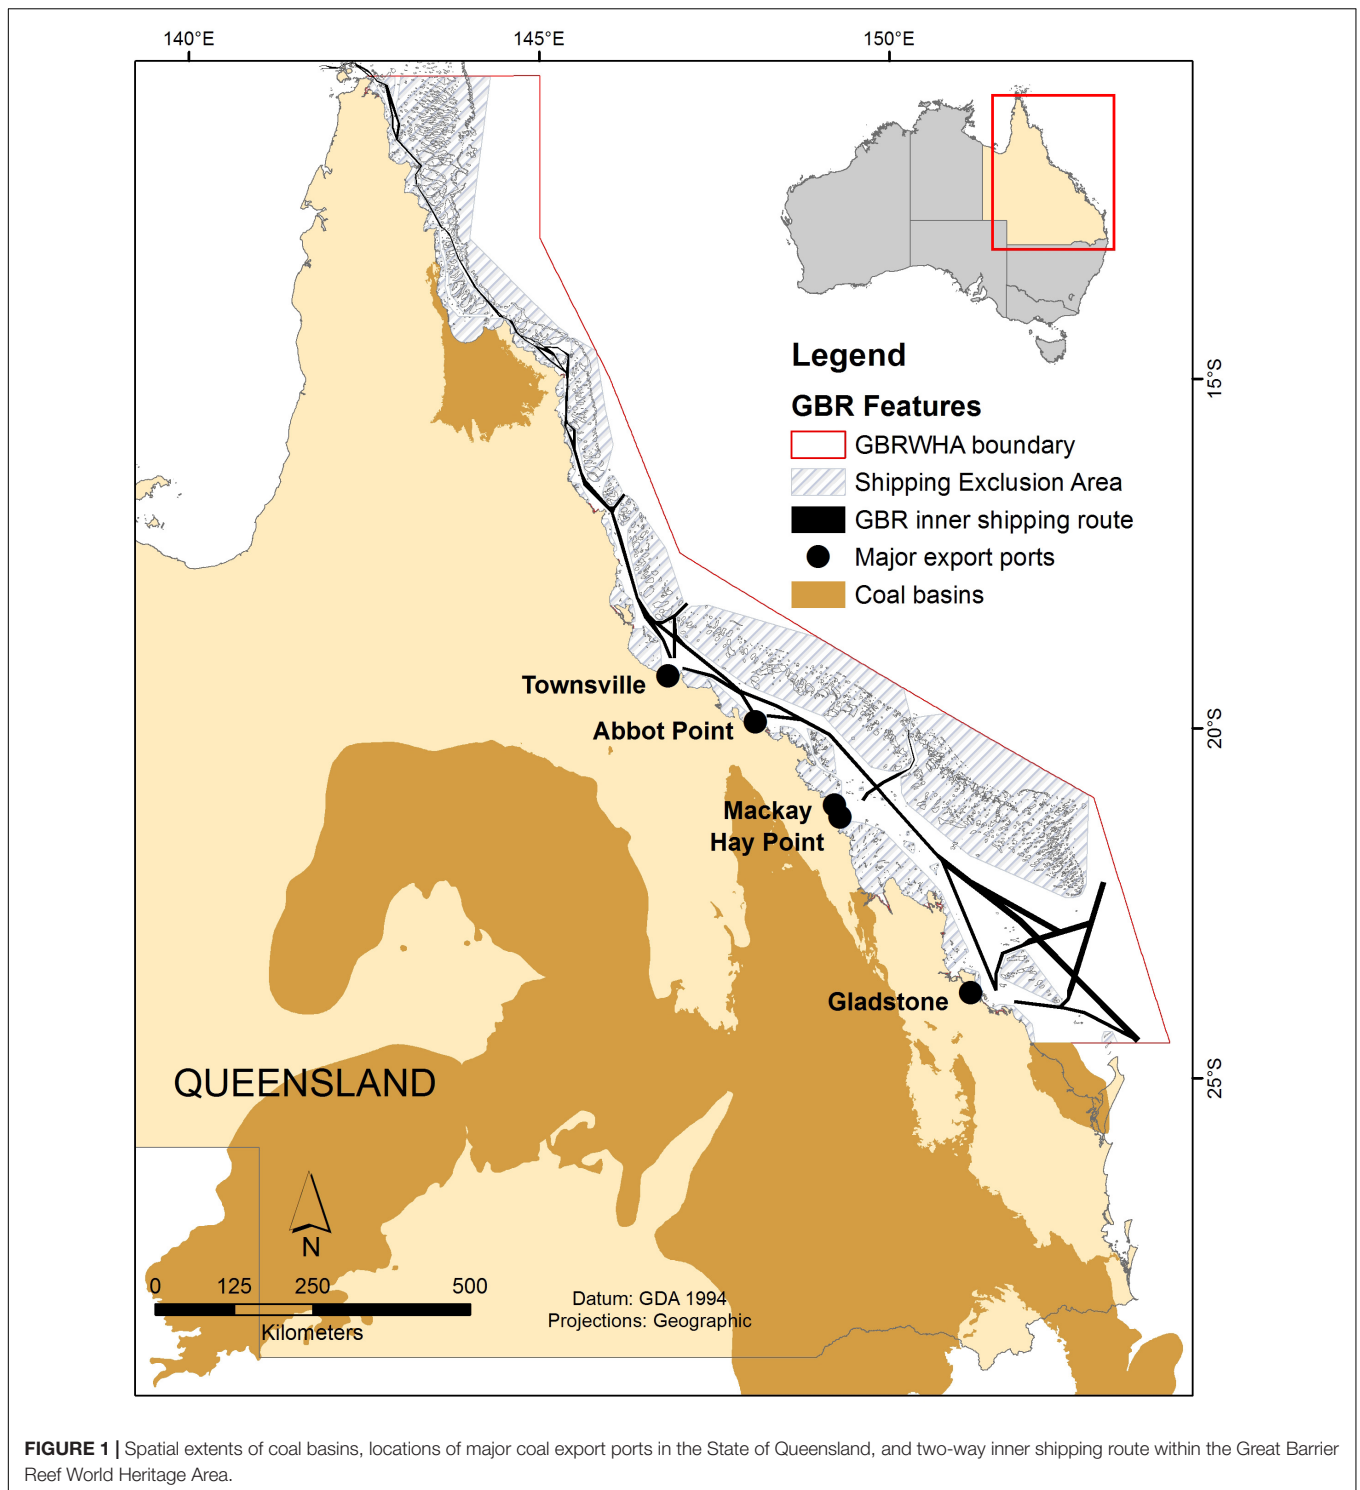 140°E 145°E 150°E
15°S
20°S
25°S
Legend
GBR Features
GBRWHA boundary
Shipping Exclusion Area
GBR inner shipping route
Major export ports
Coal basins
Townsville
Abbot Point
Mackay
Hay Point
Gladstone
QUEENSLAND
N
0 125 250 500
Kilometers
Datum: GDA 1994
Projections: Geographic
FIGURE 1 | Spatial extents of coal basins, locations of major coal export ports in the State of Queensland, and two-way inner shipping route within the Great Barrier
Reef World Heritage Area.